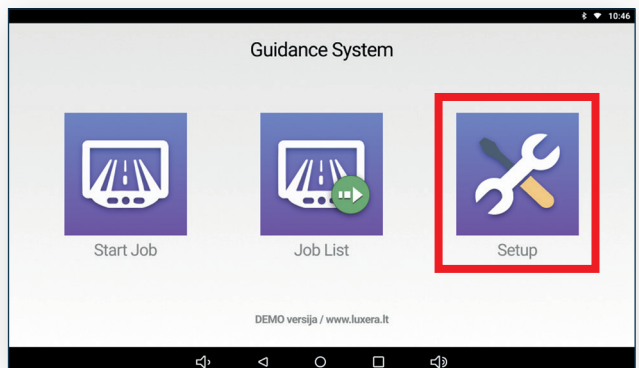 10:46
Guidance System
Start Job
Job List
Setup
DEMO versija / www.luxera.lt